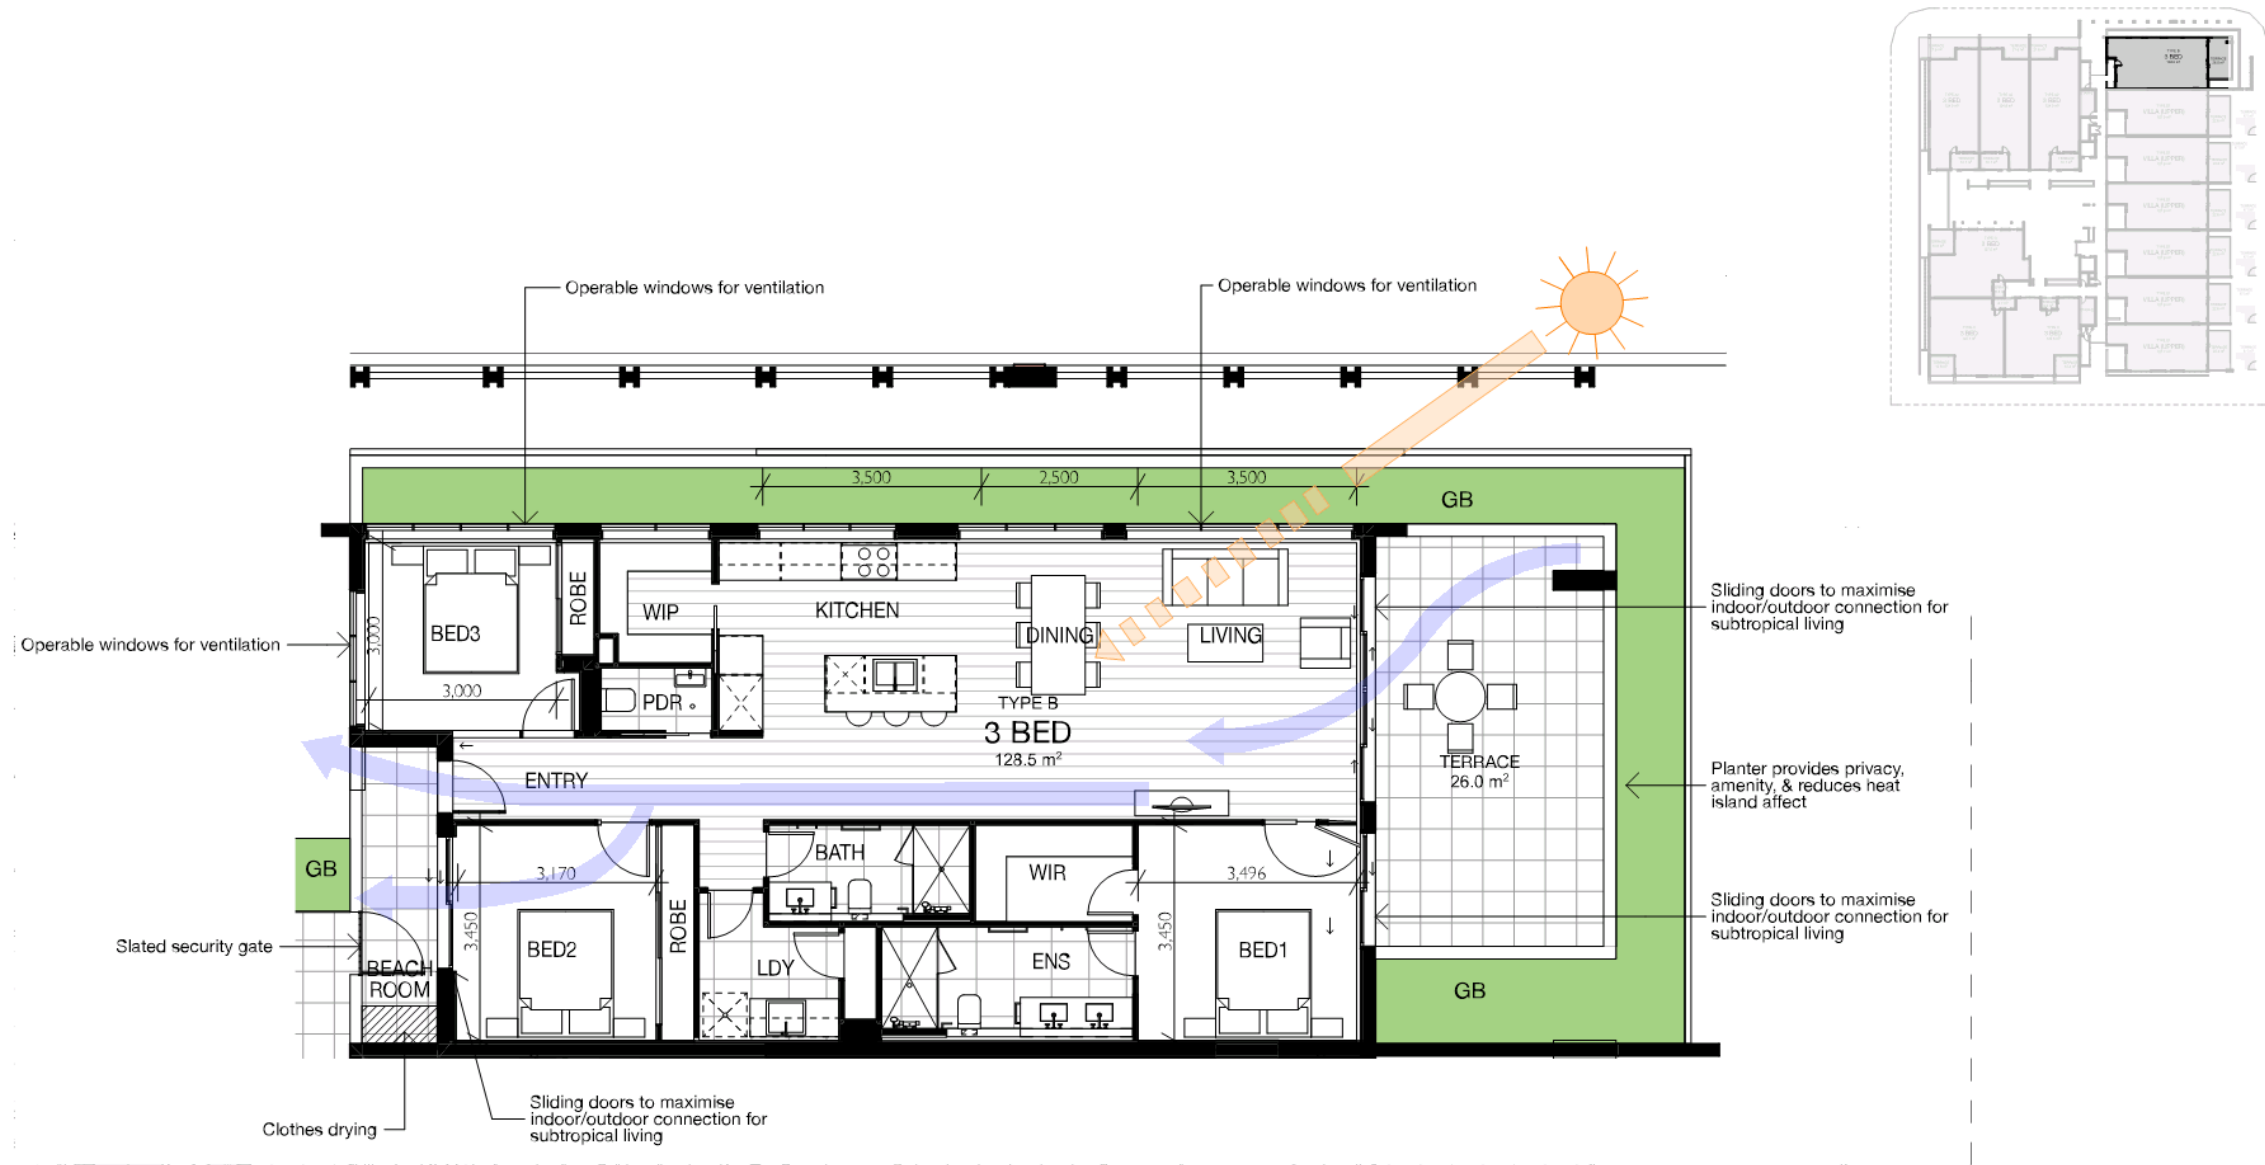 Operable windows for ventilation
Operable windows for ventilation
3,500
2,500
3,500
GB
Operable windows for ventilation
BED3
3,000
3,000
ROBE
WIP
PDR
KITCHEN
DINING
LIVING
TYPE B
3 BED
128.5 m²
TERRACE
26.0 m²
Sliding doors to maximise
indoor/outdoor connection for
subtropical living
Planter provides privacy,
amenity, & reduces heat
island affect
Sliding doors to maximise
indoor/outdoor connection for
subtropical living
ENTRY
GB
Slated security gate
BEACH
ROOM
3,170
3,450
BED2
ROBE
BATH
LDY
WIR
ENS
3,496
3,450
BED1
GB
Clothes drying
Sliding doors to maximise
indoor/outdoor connection for
subtropical living